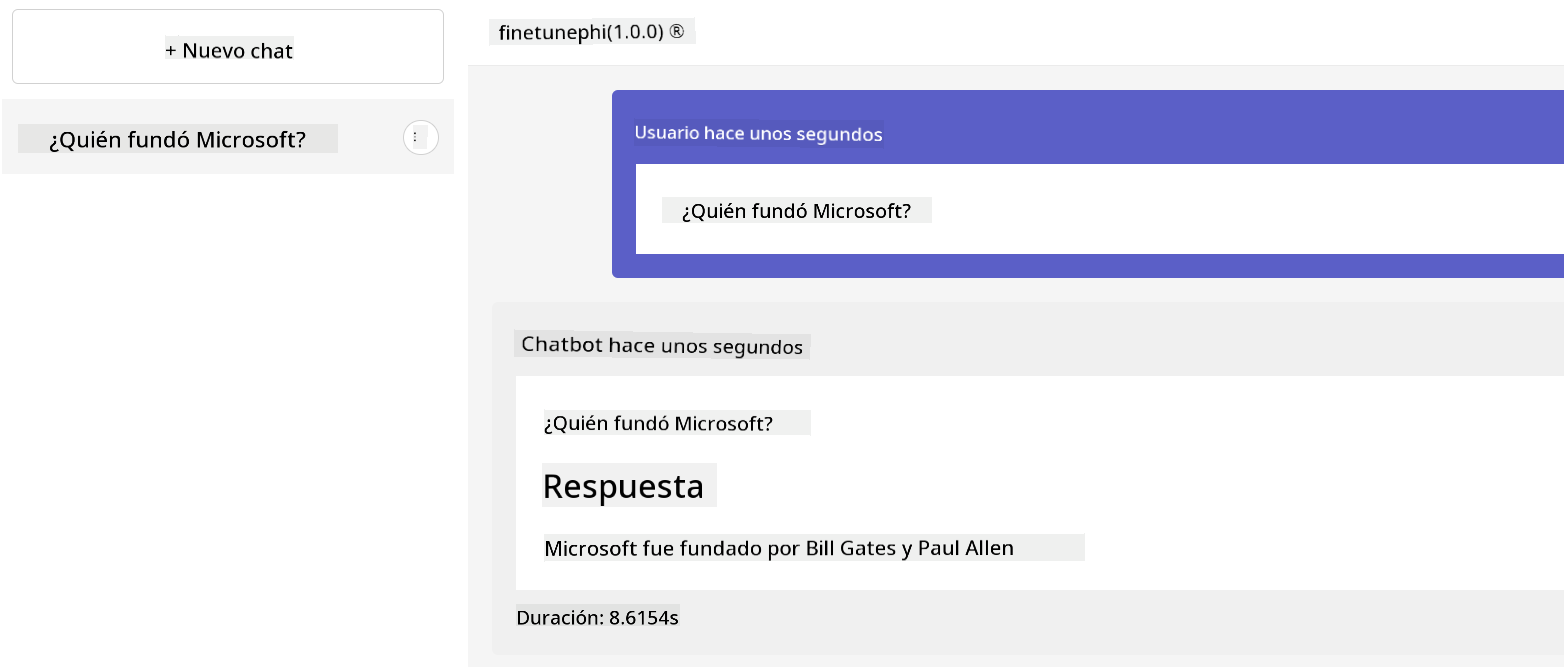 + Nuevo chat
¿Quién fundó Microsoft?
finetunephi(1.0.0) ®
Usuario hace unos segundos
¿Quién fundó Microsoft?
Chatbot hace unos segundos
¿Quién fundó Microsoft?
Respuesta
Microsoft fue fundado por Bill Gates y Paul Allen
Duración: 8.6154s